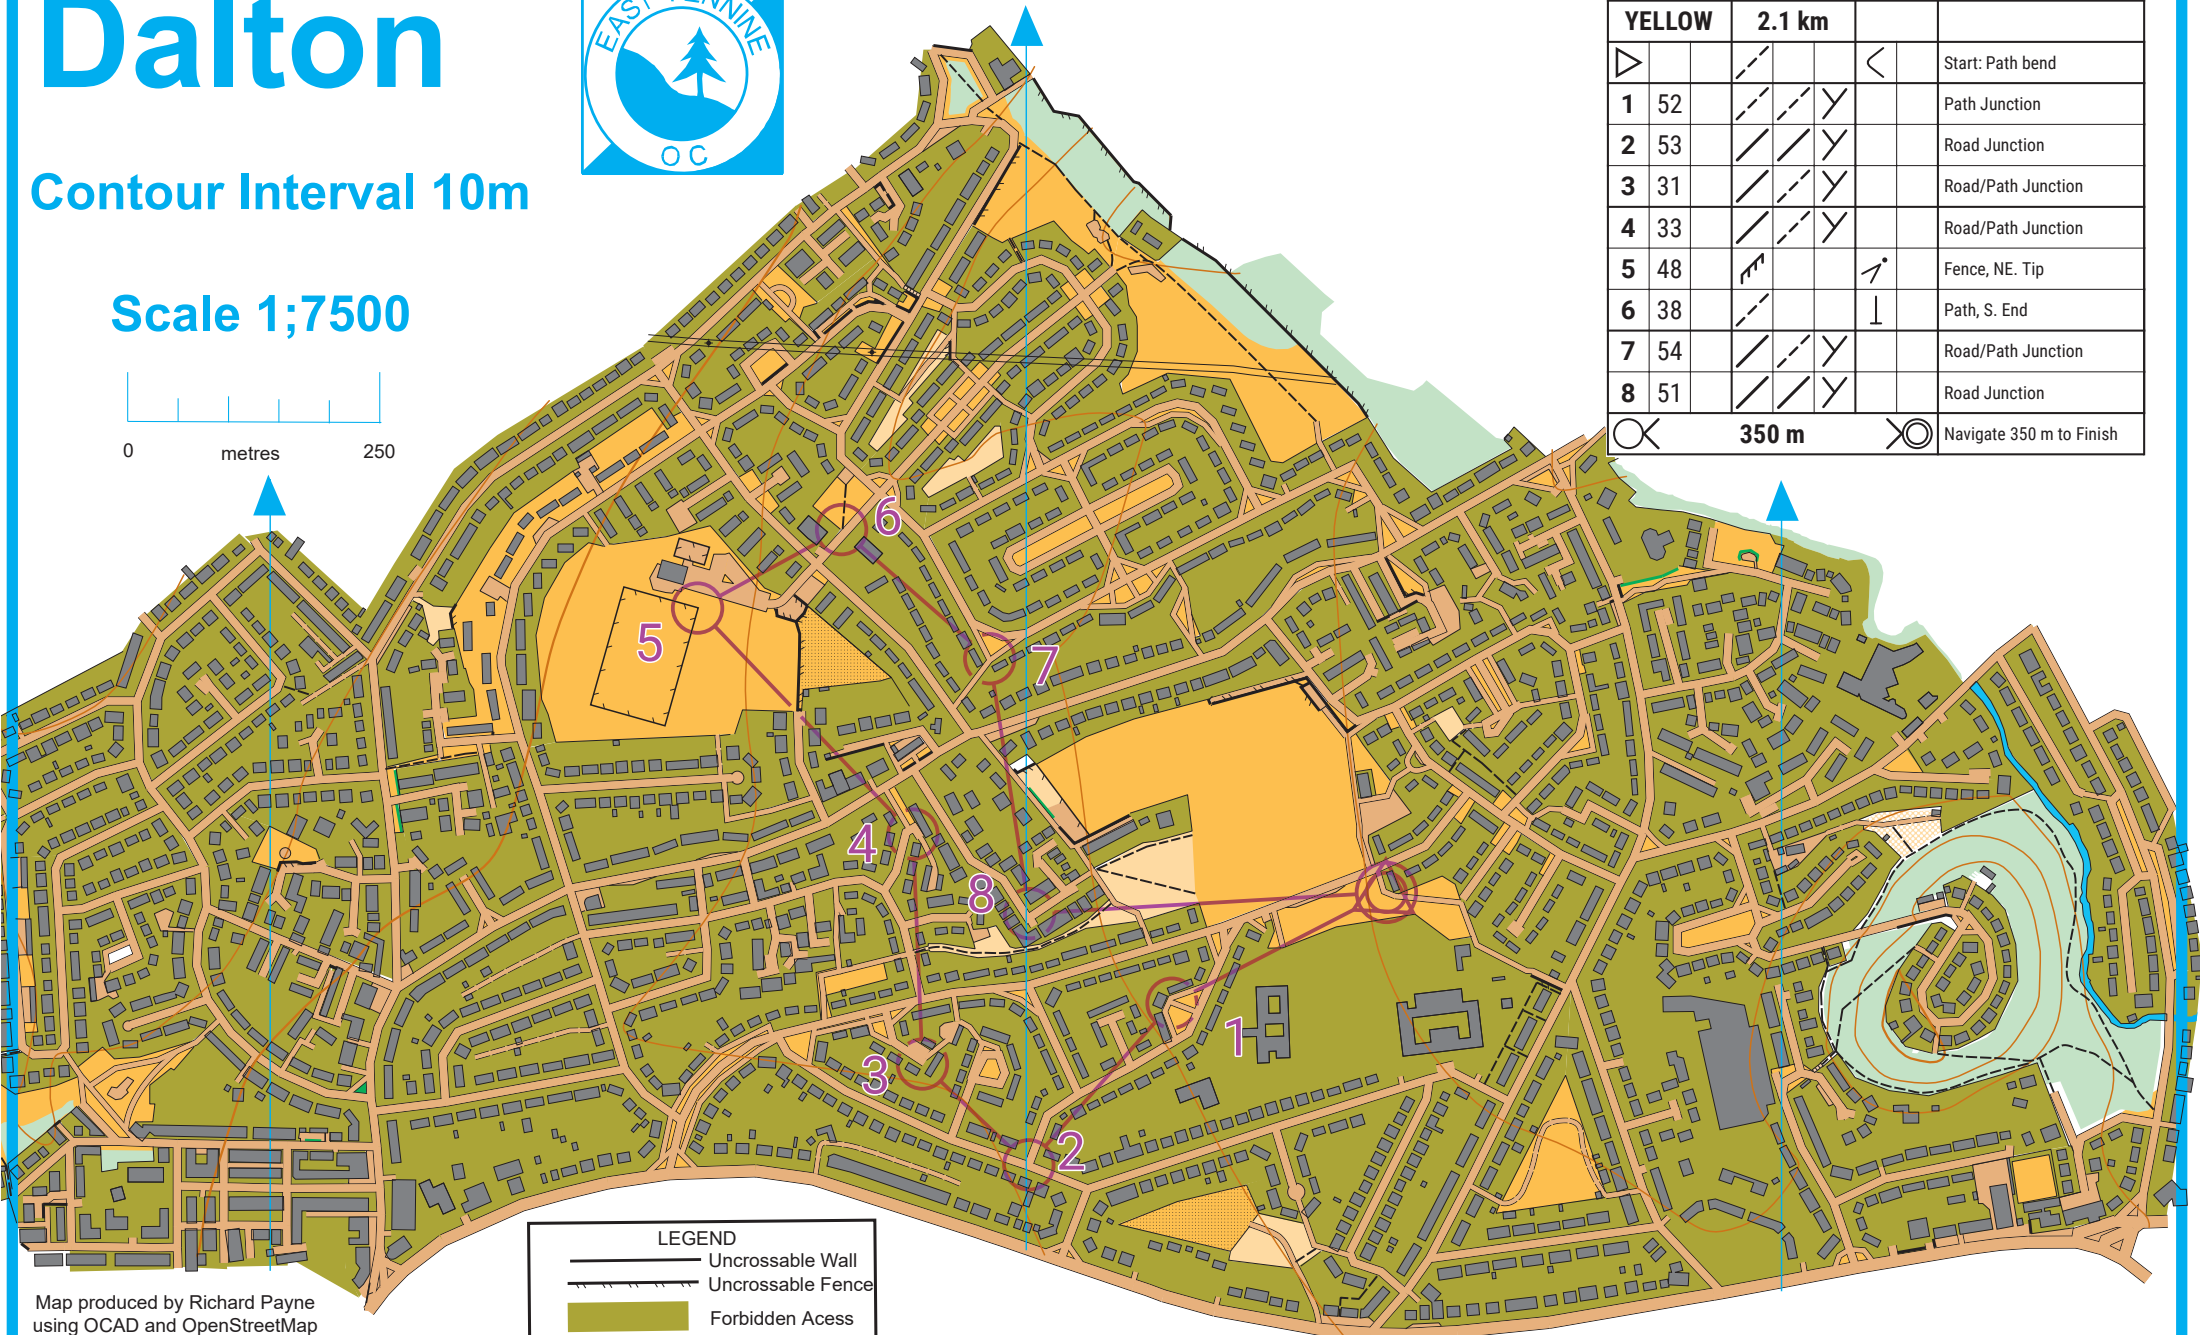 Dalton
EAST PENNINE
OC
Contour Interval 10m
Scale 1;7500
0 metres 250
YELLOW 2.1 km
Start: Path bend
1 52 Path Junction
2 53 Road Junction
3 31 Road/Path Junction
4 33 Road/Path Junction
5 48 Fence, NE. Tip
6 38 Path, S. End
7 54 Road/Path Junction
8 51 Road Junction
350 m Navigate 350 m to Finish
6
5
7
4
8
1
3
2
LEGEND
Uncrossable Wall
Uncrossable Fence
Forbidden Acess
Map produced by Richard Payne
using OCAD and OpenStreetMap